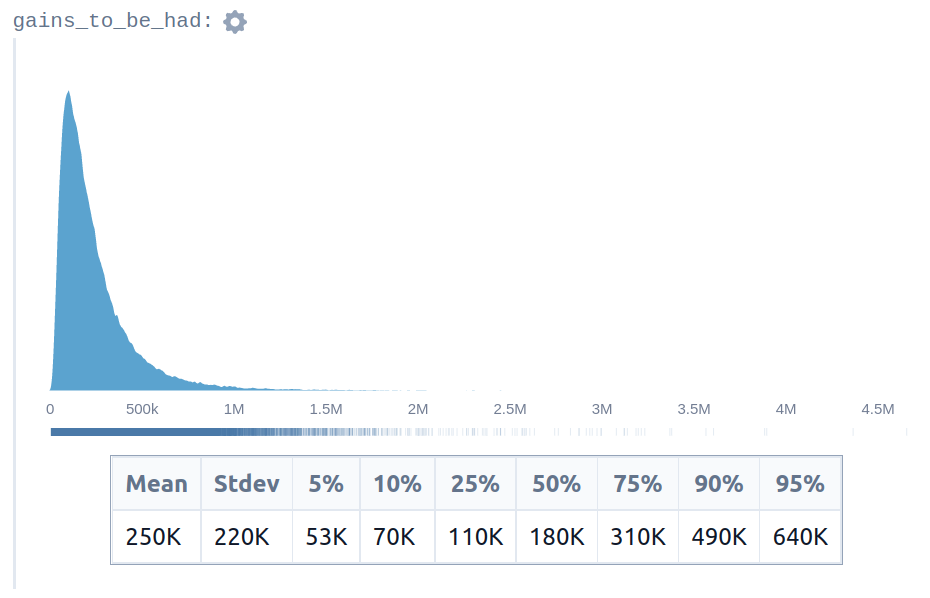 gains_to_be_had:
0 500k 1M 1.5M 2M 2.5M 3M 3.5M 4M 4.5M
Mean Stdev 5% 10% 25% 50% 75% 90% 95%
250K 220K 53K 70K 110K 180K 310K 490K 640K